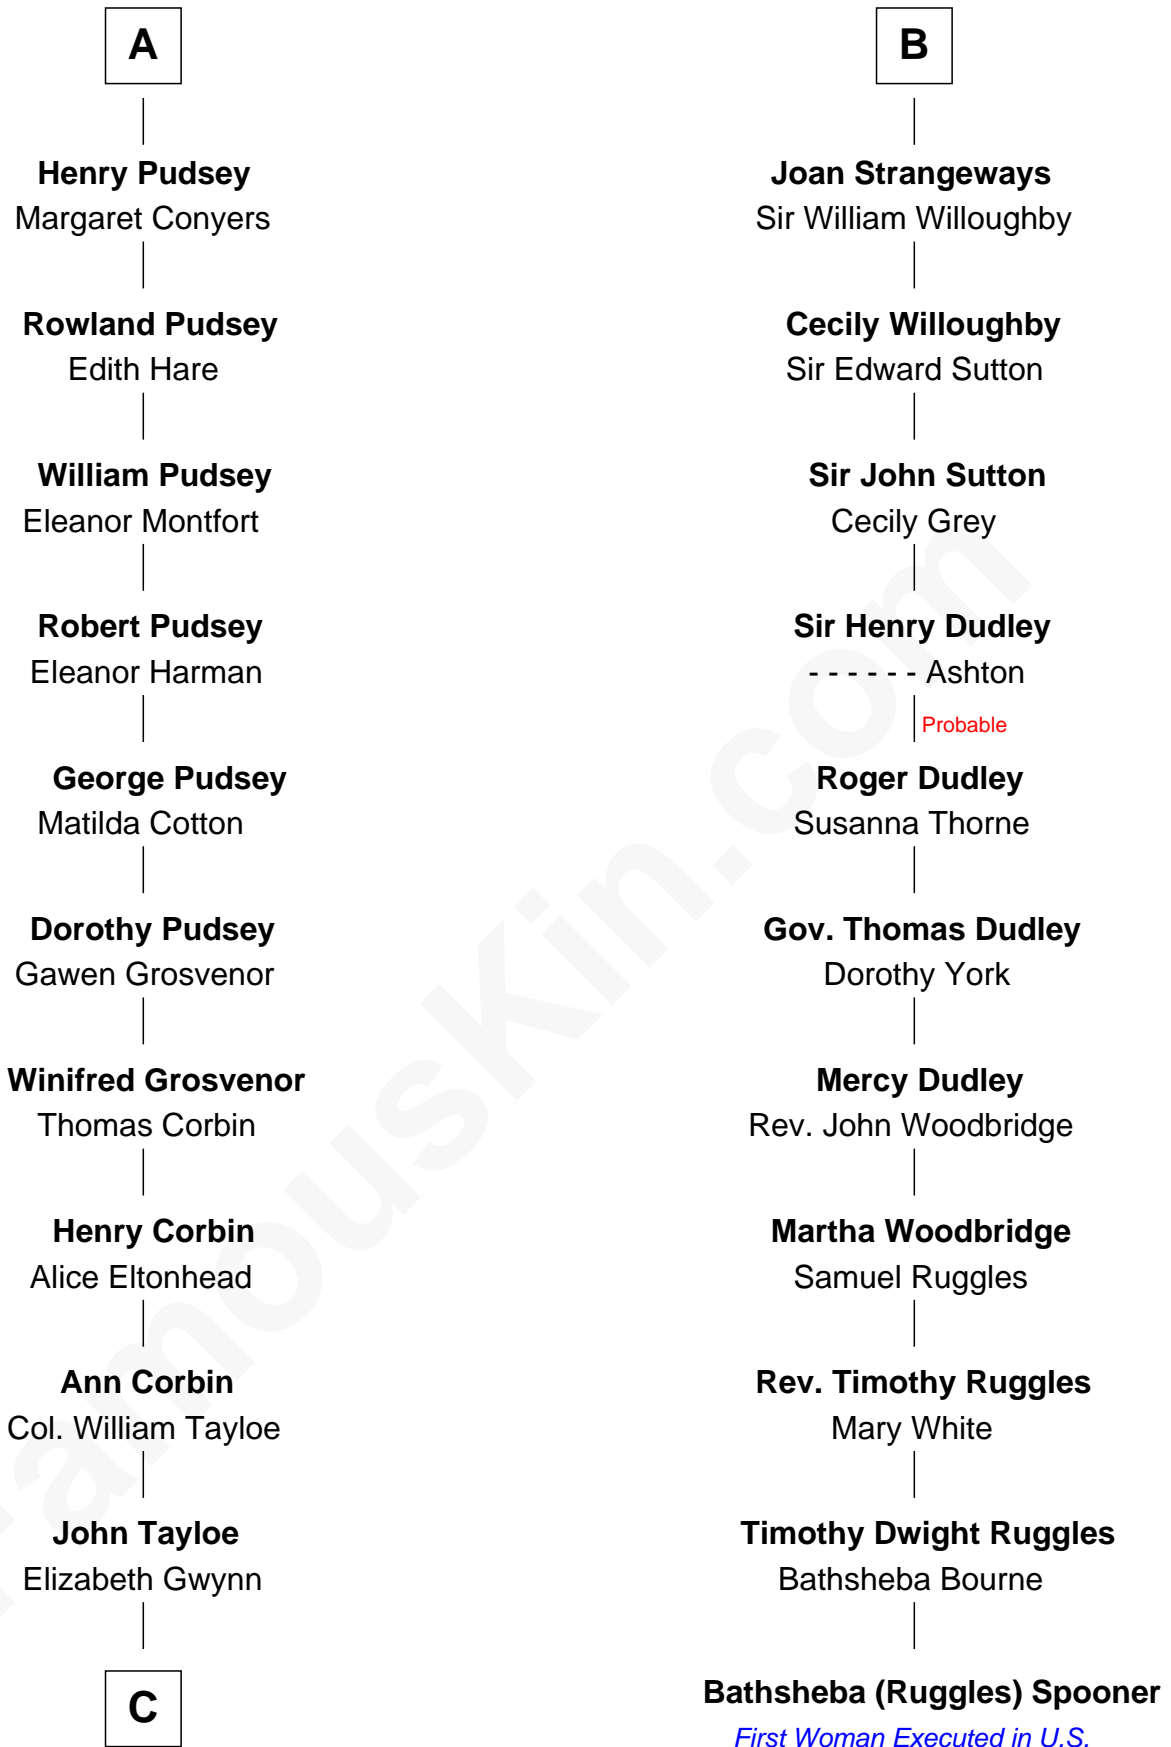 A
Henry Pudsey
Margaret Conyers
Rowland Pudsey
Edith Hare
William Pudsey
Eleanor Montfort
Robert Pudsey
Eleanor Harman
George Pudsey
Matilda Cotton
Dorothy Pudsey
Gawen Grosvenor
Winifred Grosvenor
Thomas Corbin
Henry Corbin
Alice Eltonhead
Ann Corbin
Col. William Tayloe
John Tayloe
Elizabeth Gwynn
C
B
Joan Strangeways
Sir William Willoughby
Cecily Willoughby
Sir Edward Sutton
Sir John Sutton
Cecily Grey
Sir Henry Dudley
- - - - - - Ashton
Probable
Roger Dudley
Susanna Thorne
Gov. Thomas Dudley
Dorothy York
Mercy Dudley
Rev. John Woodbridge
Martha Woodbridge
Samuel Ruggles
Rev. Timothy Ruggles
Mary White
Timothy Dwight Ruggles
Bathsheba Bourne
Bathsheba (Ruggles) Spooner
First Woman Executed in U.S.
FamousKin.com